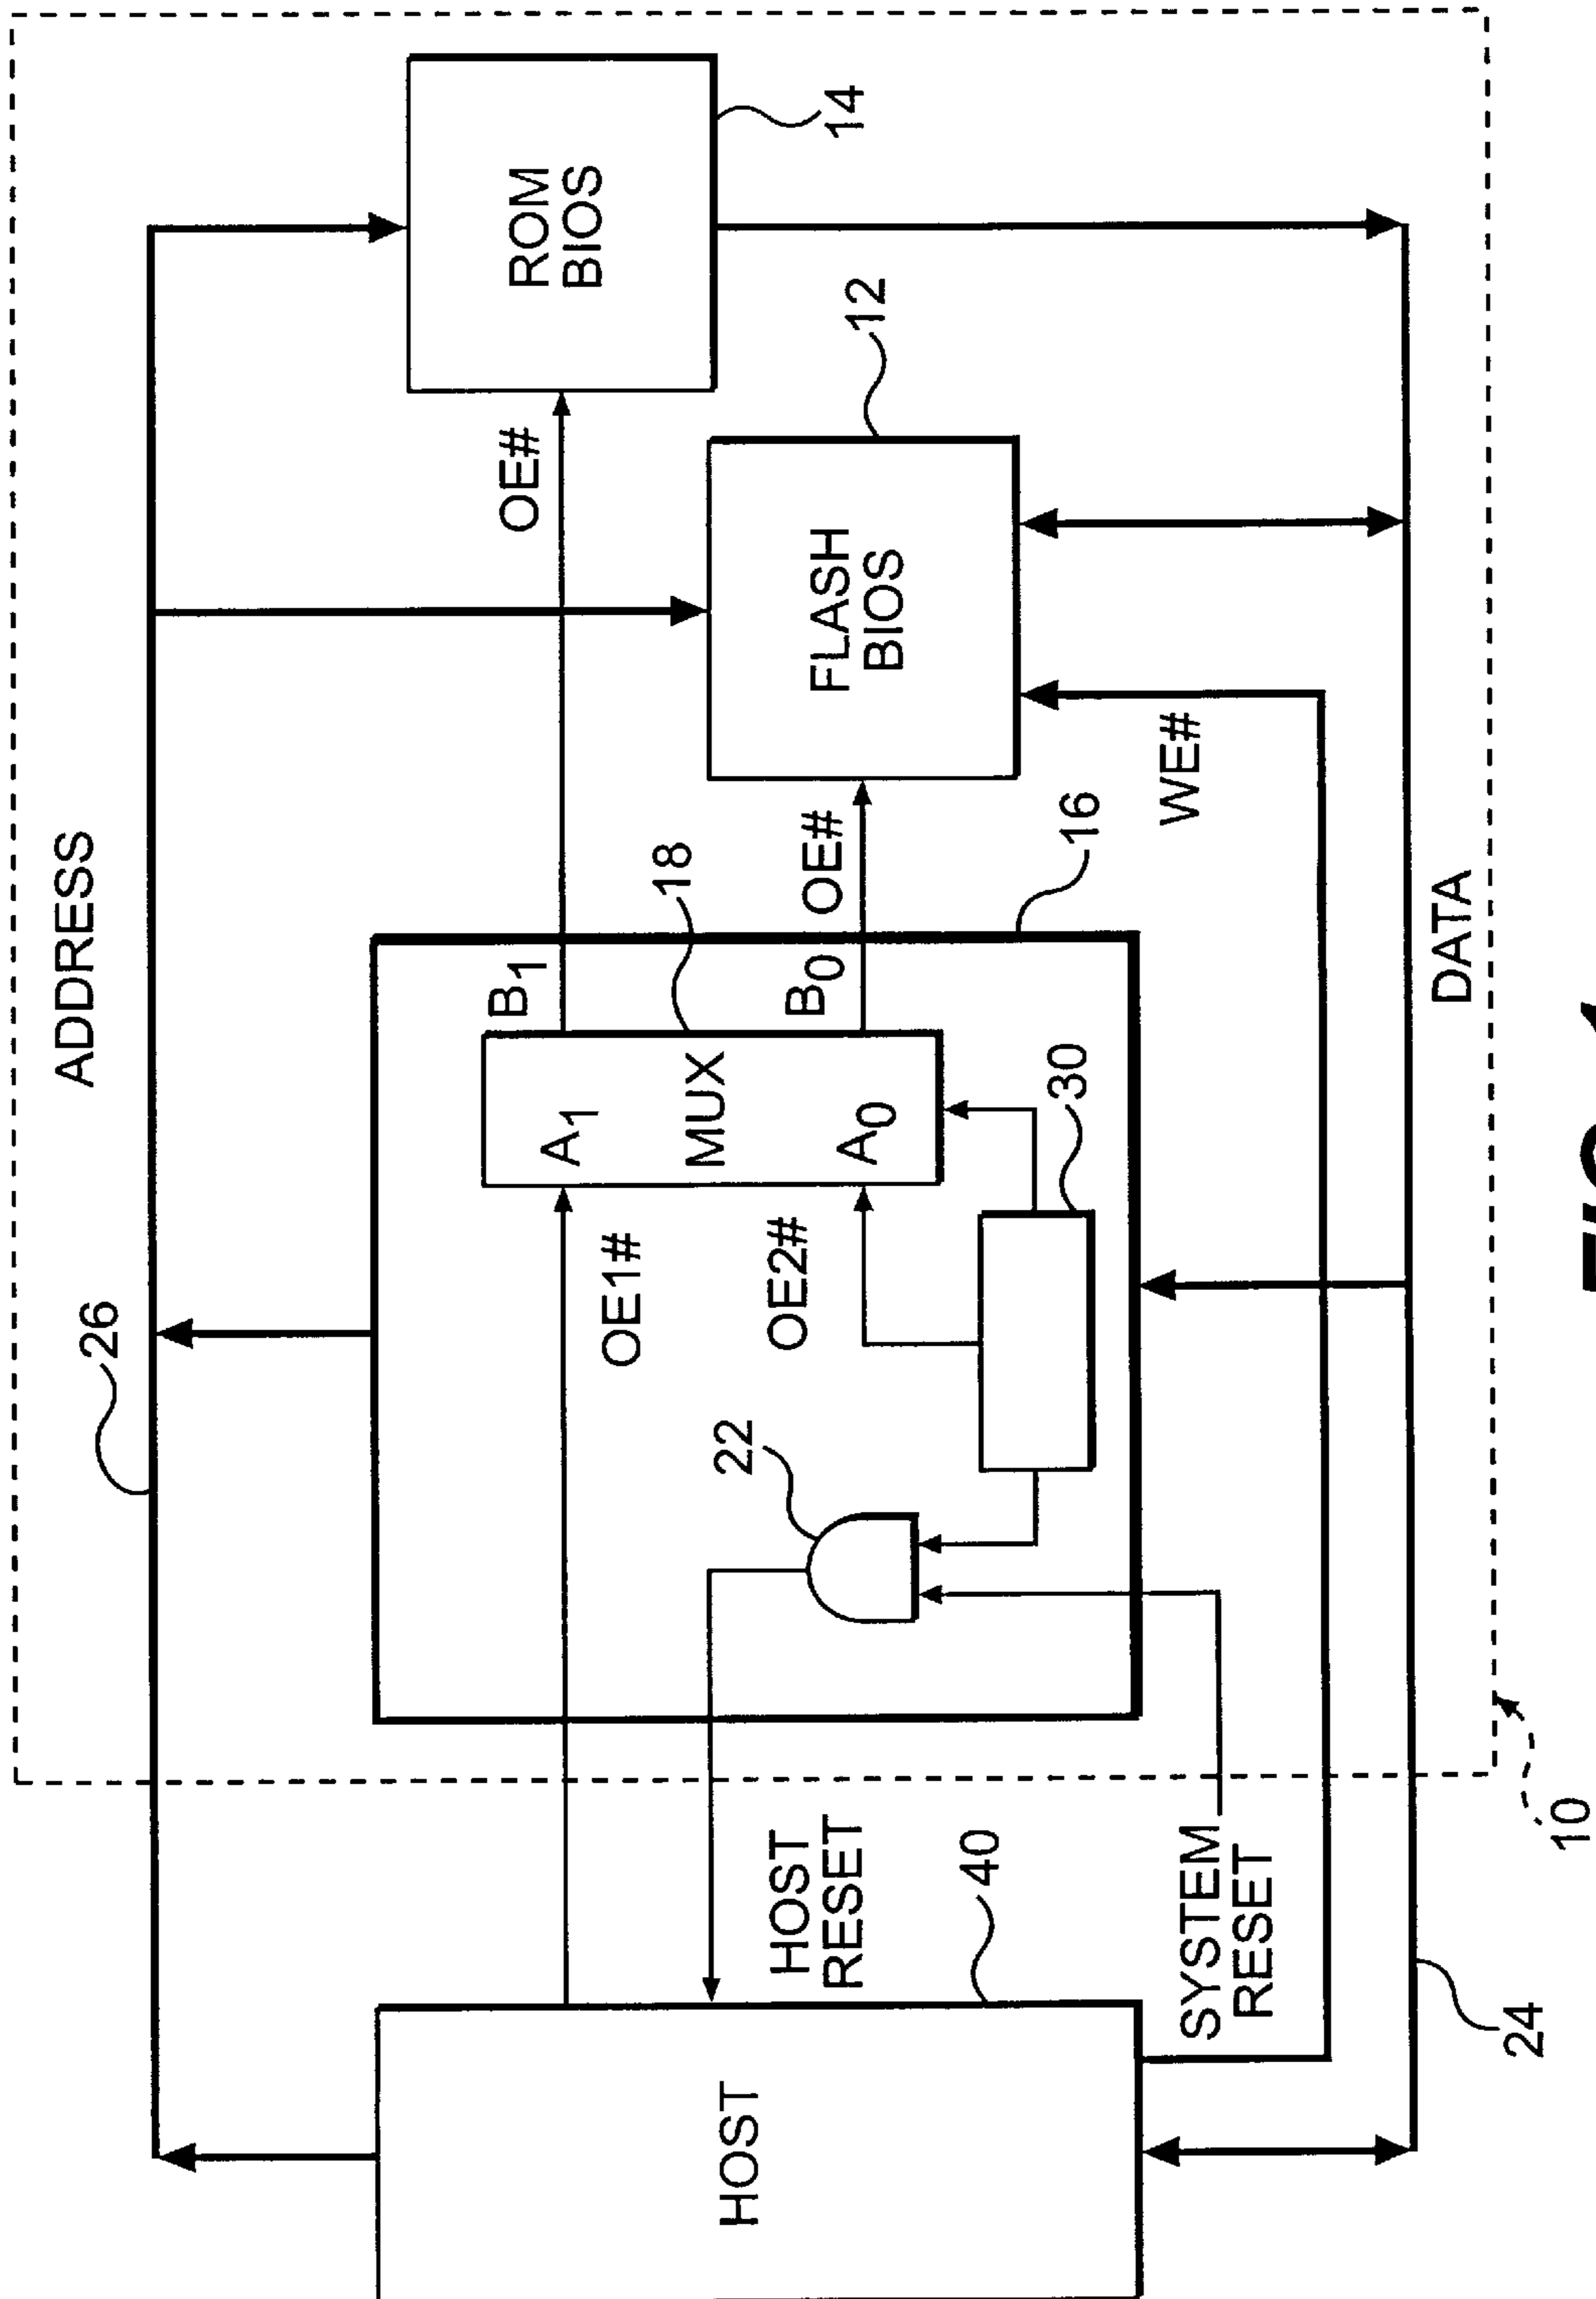 ADDRESS
26
ROM
BIOS
14
OE#
FLASH
BIOS
12
OE#
WE#
16
18
B1
B0
A1
MUX
A0
30
OE1#
OE2#
22
HOST
RESET
SYSTEM
RESET
HOST
40
DATA
24
10